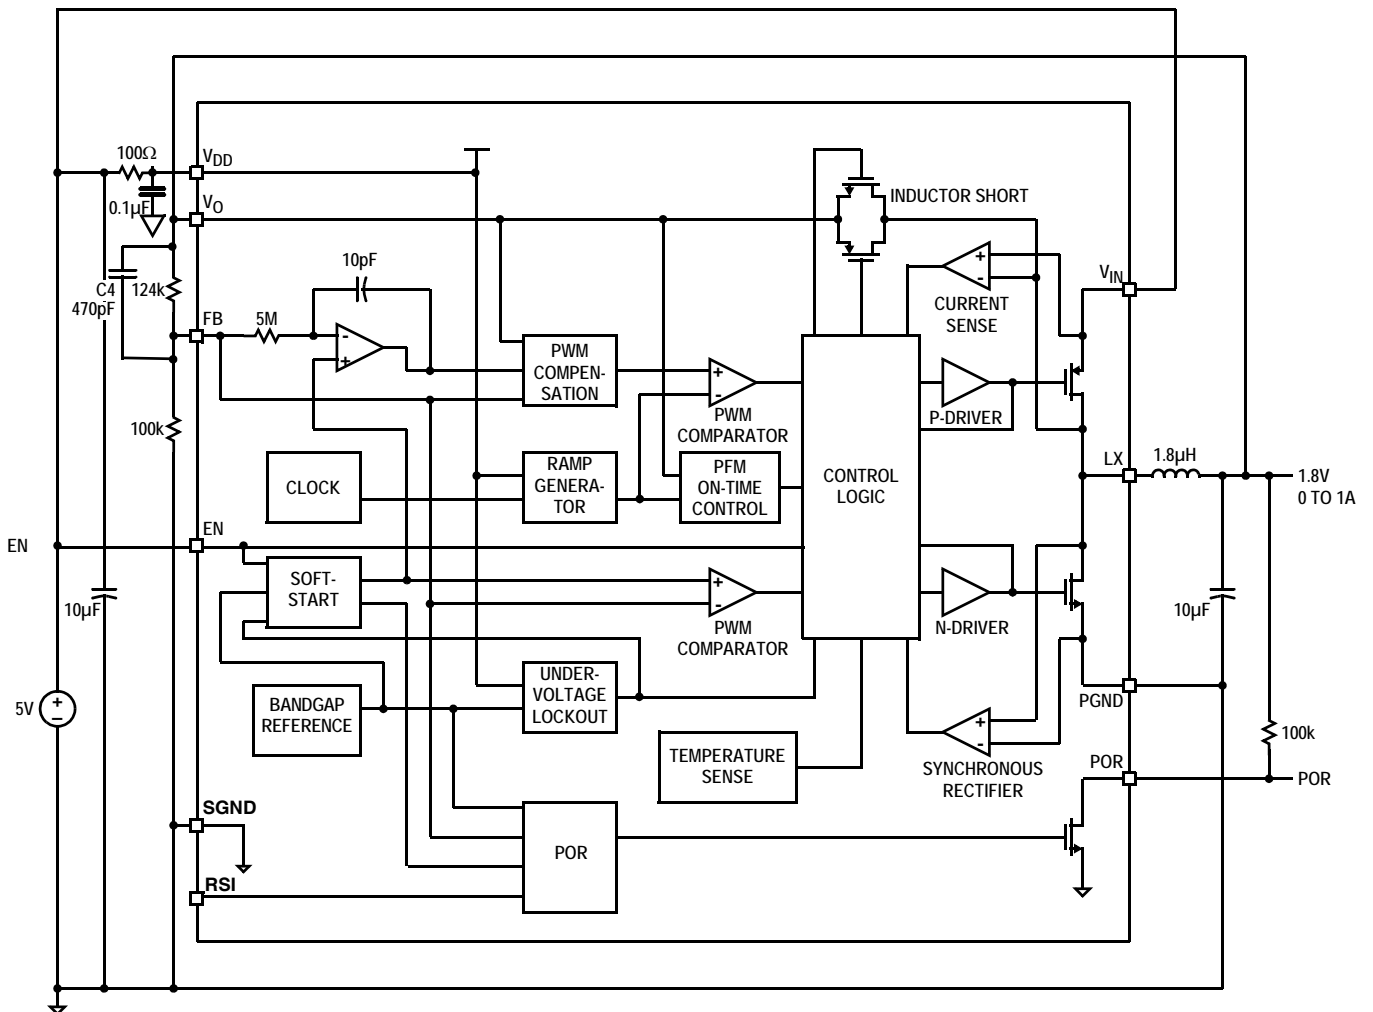 100Ω
VDD
0.1µF
VO
INDUCTOR SHORT
10pF
VIN
C4
470pF
124k
FB
5M
-
+
+
-
CURRENT
SENSE
PWM
COMPEN-
SATION
+
-
PWM
COMPARATOR
P-DRIVER
100k
CLOCK
RAMP
GENERA-
TOR
PFM
ON-TIME
CONTROL
CONTROL
LOGIC
LX
1.8µH
1.8V
0 TO 1A
EN
EN
SOFT-
START
+
-
PWM
COMPARATOR
N-DRIVER
10µF
10µF
5V
+
–
BANDGAP
REFERENCE
UNDER-
VOLTAGE
LOCKOUT
PGND
+
-
SYNCHRONOUS
RECTIFIER
TEMPERATURE
SENSE
100k
POR
POR
SGND
POR
RSI